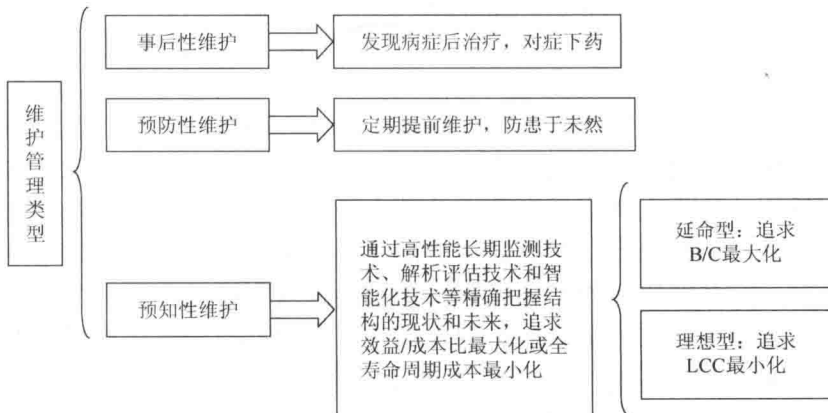 维护管理类型
事后性维护
发现病症后治疗，对症下药
预防性维护
定期提前维护，防患于未然
预知性维护
通过高性能长期监测技
术、解析评估技术和智
能化技术等精确把握结
构的现状和未来，追求
效益/成本比最大化或全
寿命周期成本最小化
延命型：追求
B/C最大化
理想型：追求
LCC最小化